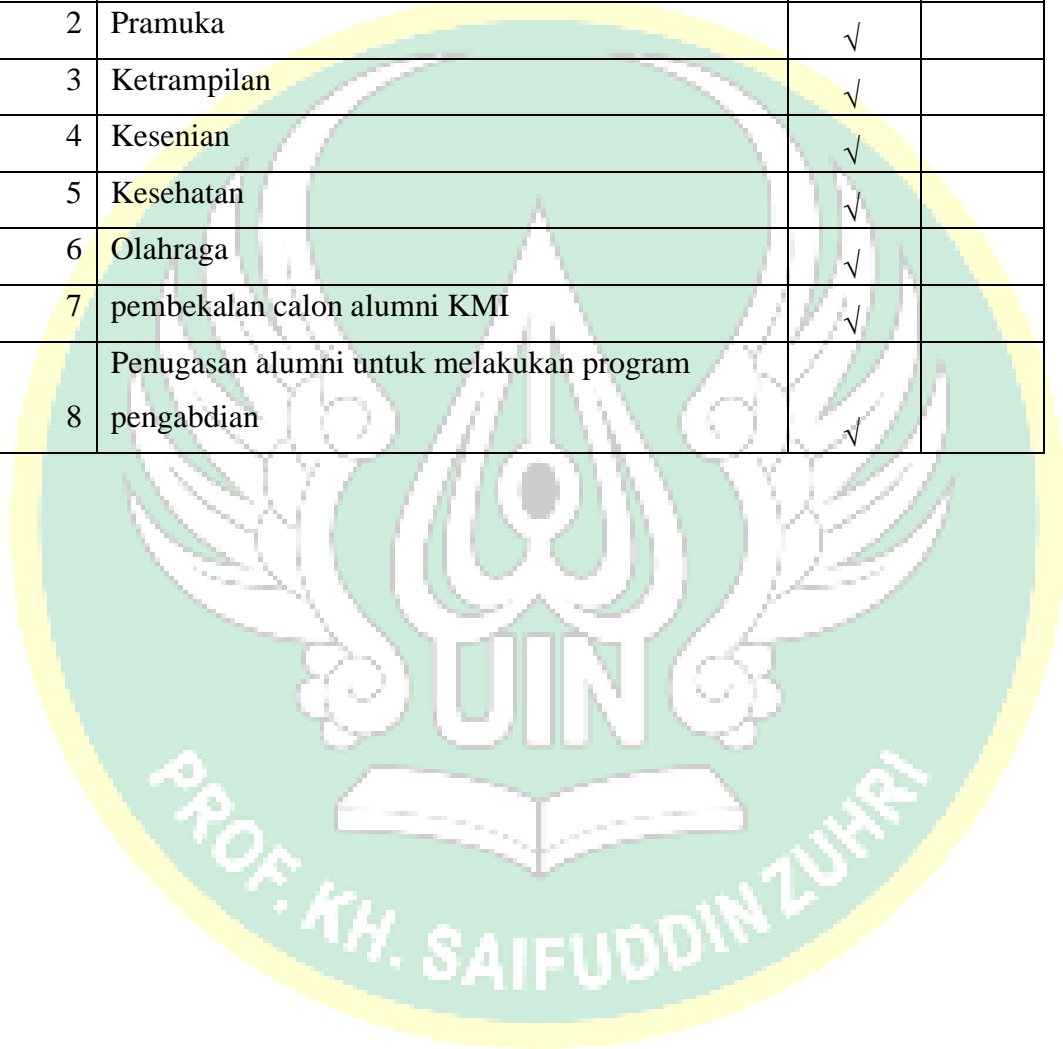 2 Pramuka √
3 Ketrampilan √
4 Kesenian √
5 Kesehatan √
6 Olahraga √
7 pembekalan calon alumni KMI √
Penugasan alumni untuk melakukan program
8 pengabdian √
UIN
PROF. KH. SAIFUDDIN ZUHRI